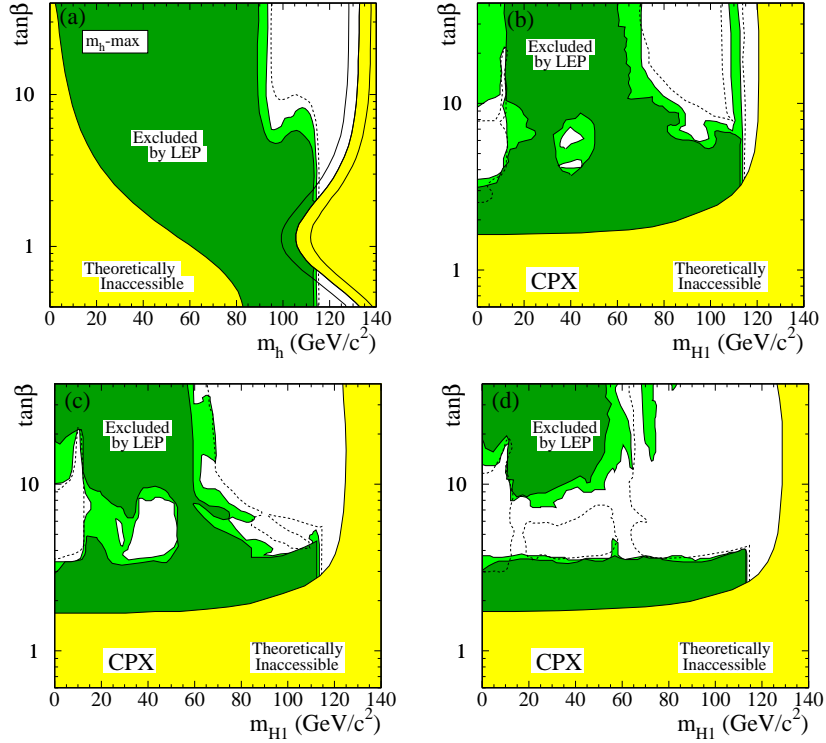 tanβ
(a)
m_h-max
10
Excluded
by LEP
1
Theoretically
Inaccessible
0 20 40 60 80 100 120 140
m_h (GeV/c²)
tanβ
(b)
Excluded
by LEP
10
1
CPX
Theoretically
Inaccessible
0 20 40 60 80 100 120 140
m_H1 (GeV/c²)
tanβ
(c)
Excluded
by LEP
10
1
CPX
Theoretically
Inaccessible
0 20 40 60 80 100 120 140
m_H1 (GeV/c²)
tanβ
(d)
Excluded
by LEP
10
1
CPX
Theoretically
Inaccessible
0 20 40 60 80 100 120 140
m_H1 (GeV/c²)